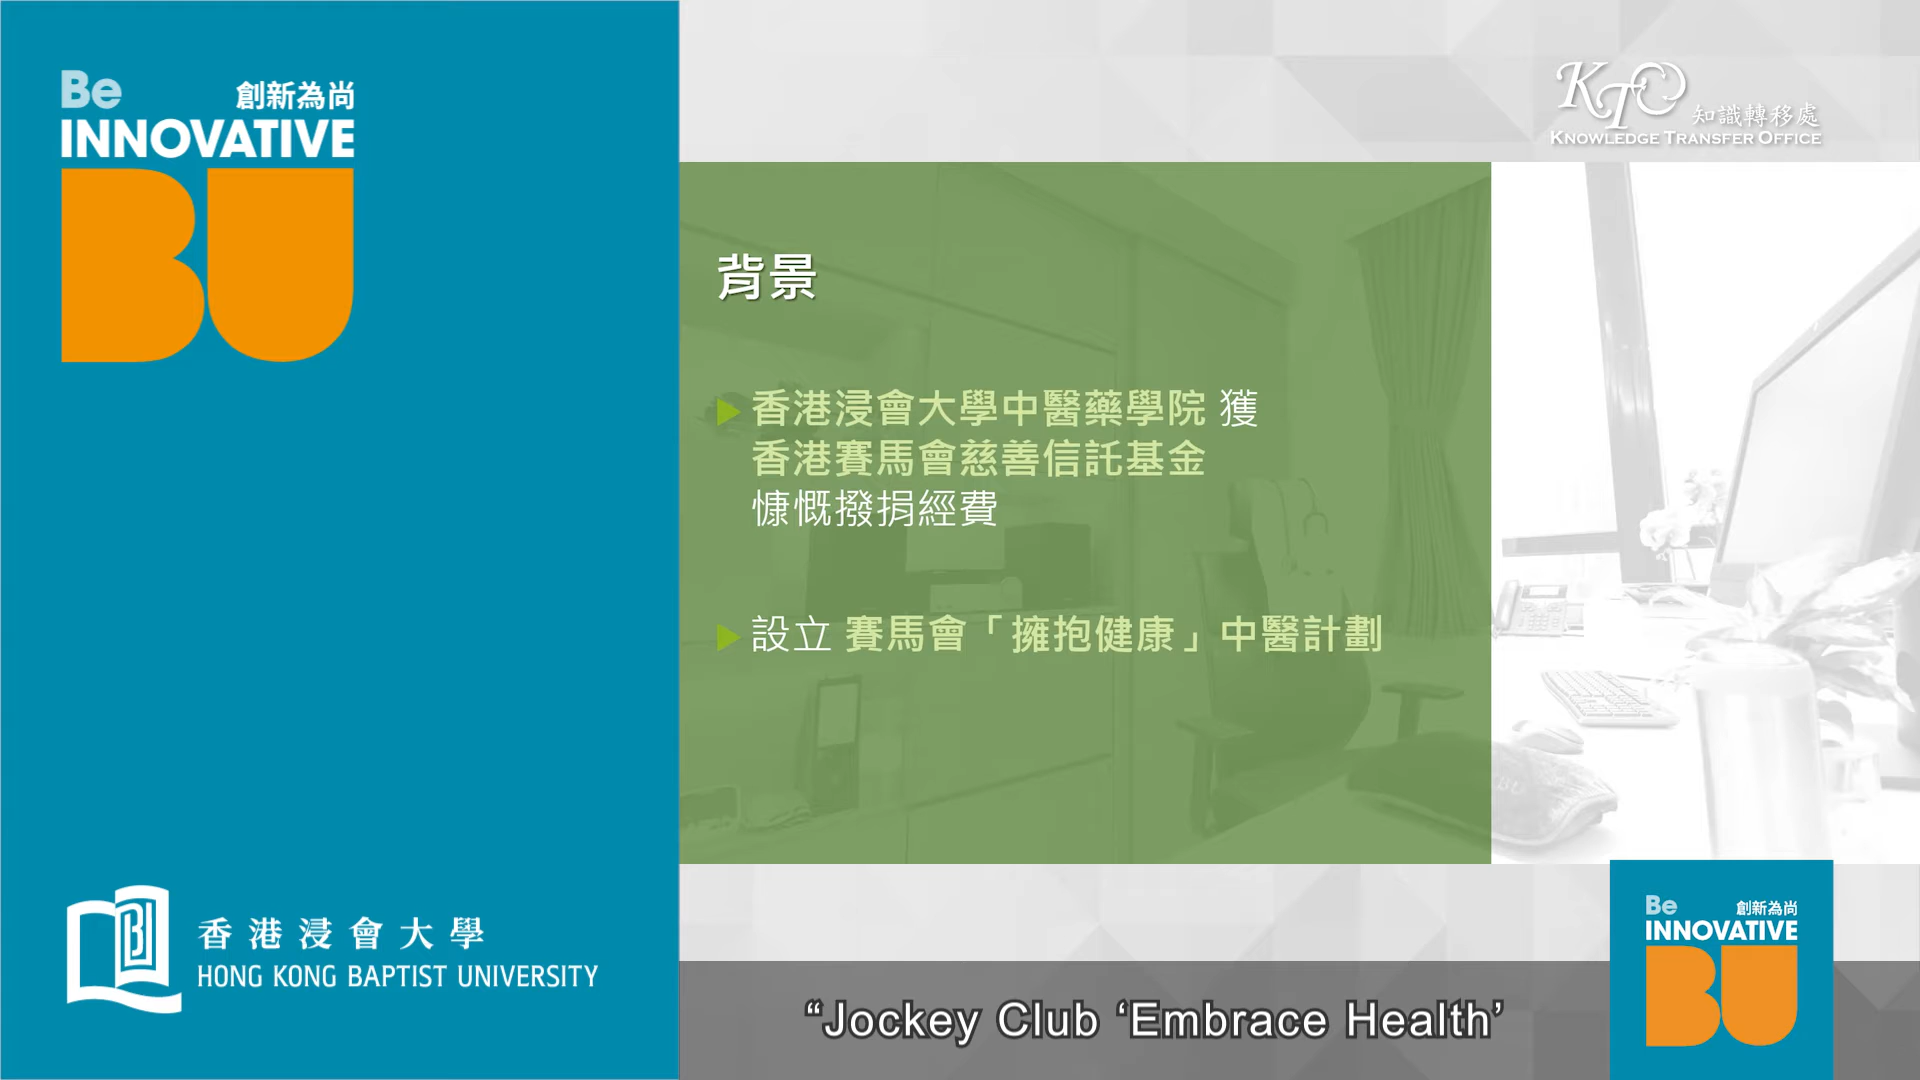 Be 創新為尚
INNOVATIVE
BU
KTO 知識轉移處
KNOWLEDGE TRANSFER OFFICE
背景
香港浸會大學中醫藥學院 獲
香港賽馬會慈善信託基金
慷慨撥捐經費
設立 賽馬會「擁抱健康」中醫計劃
香港浸會大學
HONG KONG BAPTIST UNIVERSITY
“Jockey Club ‘Embrace Health’
Be 創新為尚
INNOVATIVE
BU